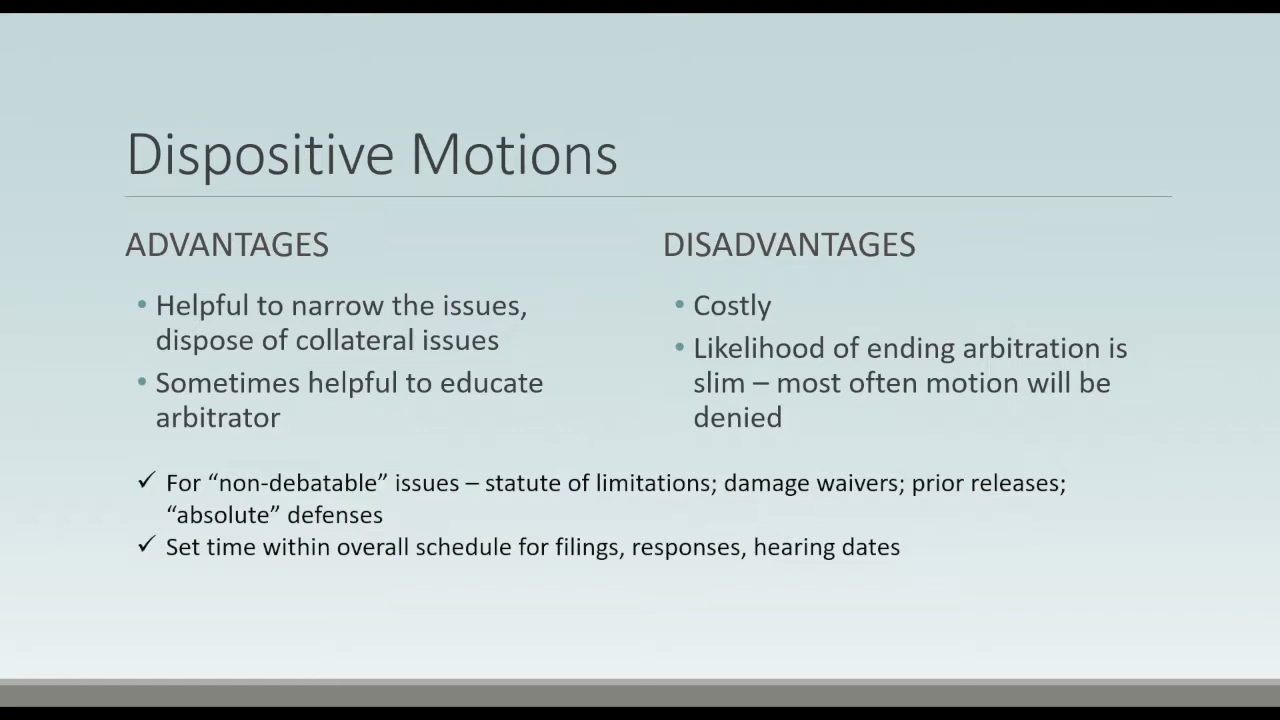 Dispositive Motions
ADVANTAGES
• Helpful to narrow the issues,
dispose of collateral issues
• Sometimes helpful to educate
arbitrator
DISADVANTAGES
• Costly
• Likelihood of ending arbitration is
slim – most often motion will be
denied
✓ For “non-debatable” issues – statute of limitations; damage waivers; prior releases;
“absolute” defenses
✓ Set time within overall schedule for filings, responses, hearing dates